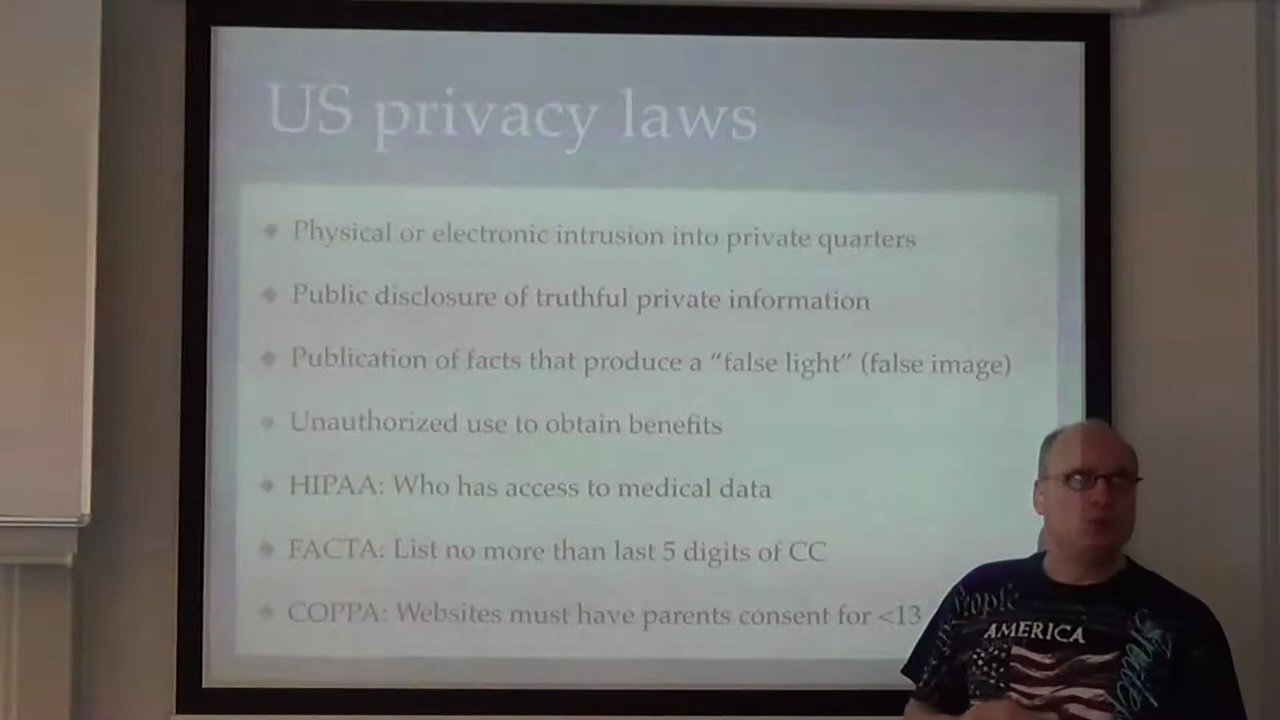 US privacy laws
Physical or electronic intrusion into private quarters
Public disclosure of truthful private information
Publication of facts that produce a “false light” (false image)
Unauthorized use to obtain benefits
HIPAA: Who has access to medical data
FACTA: List no more than last 5 digits of CC
COPPA: Websites must have parents consent for <13
People
AMERICA